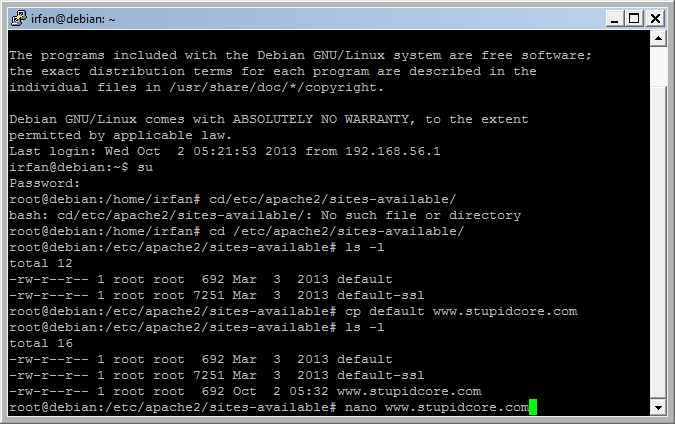 irfan@debian: ~
The programs included with the Debian GNU/Linux system are free software;
the exact distribution terms for each program are described in the
individual files in /usr/share/doc/*/copyright.
Debian GNU/Linux comes with ABSOLUTELY NO WARRANTY, to the extent
permitted by applicable law.
Last login: Wed Oct  2 05:21:53 2013 from 192.168.56.1
irfan@debian:~$ su
Password:
root@debian:/home/irfan# cd/etc/apache2/sites-available/
bash: cd/etc/apache2/sites-available/: No such file or directory
root@debian:/home/irfan# cd /etc/apache2/sites-available/
root@debian:/etc/apache2/sites-available# ls -l
total 12
-rw-r--r-- 1 root root  692 Mar  3  2013 default
-rw-r--r-- 1 root root 7251 Mar  3  2013 default-ssl
root@debian:/etc/apache2/sites-available# cp default www.stupidcore.com
root@debian:/etc/apache2/sites-available# ls -l
total 16
-rw-r--r-- 1 root root  692 Mar  3  2013 default
-rw-r--r-- 1 root root 7251 Mar  3  2013 default-ssl
-rw-r--r-- 1 root root  692 Oct  2 05:32 www.stupidcore.com
root@debian:/etc/apache2/sites-available# nano www.stupidcore.com